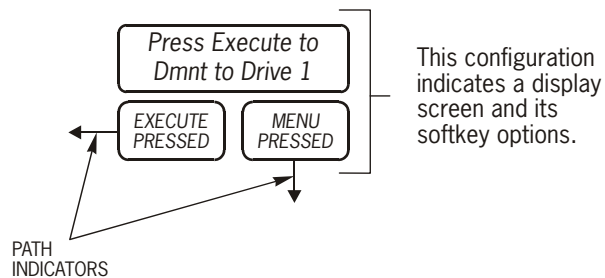 Press Execute to
Dmnt to Drive 1
EXECUTE
PRESSED
MENU
PRESSED
This configuration
indicates a display
screen and its
softkey options.
PATH
INDICATORS